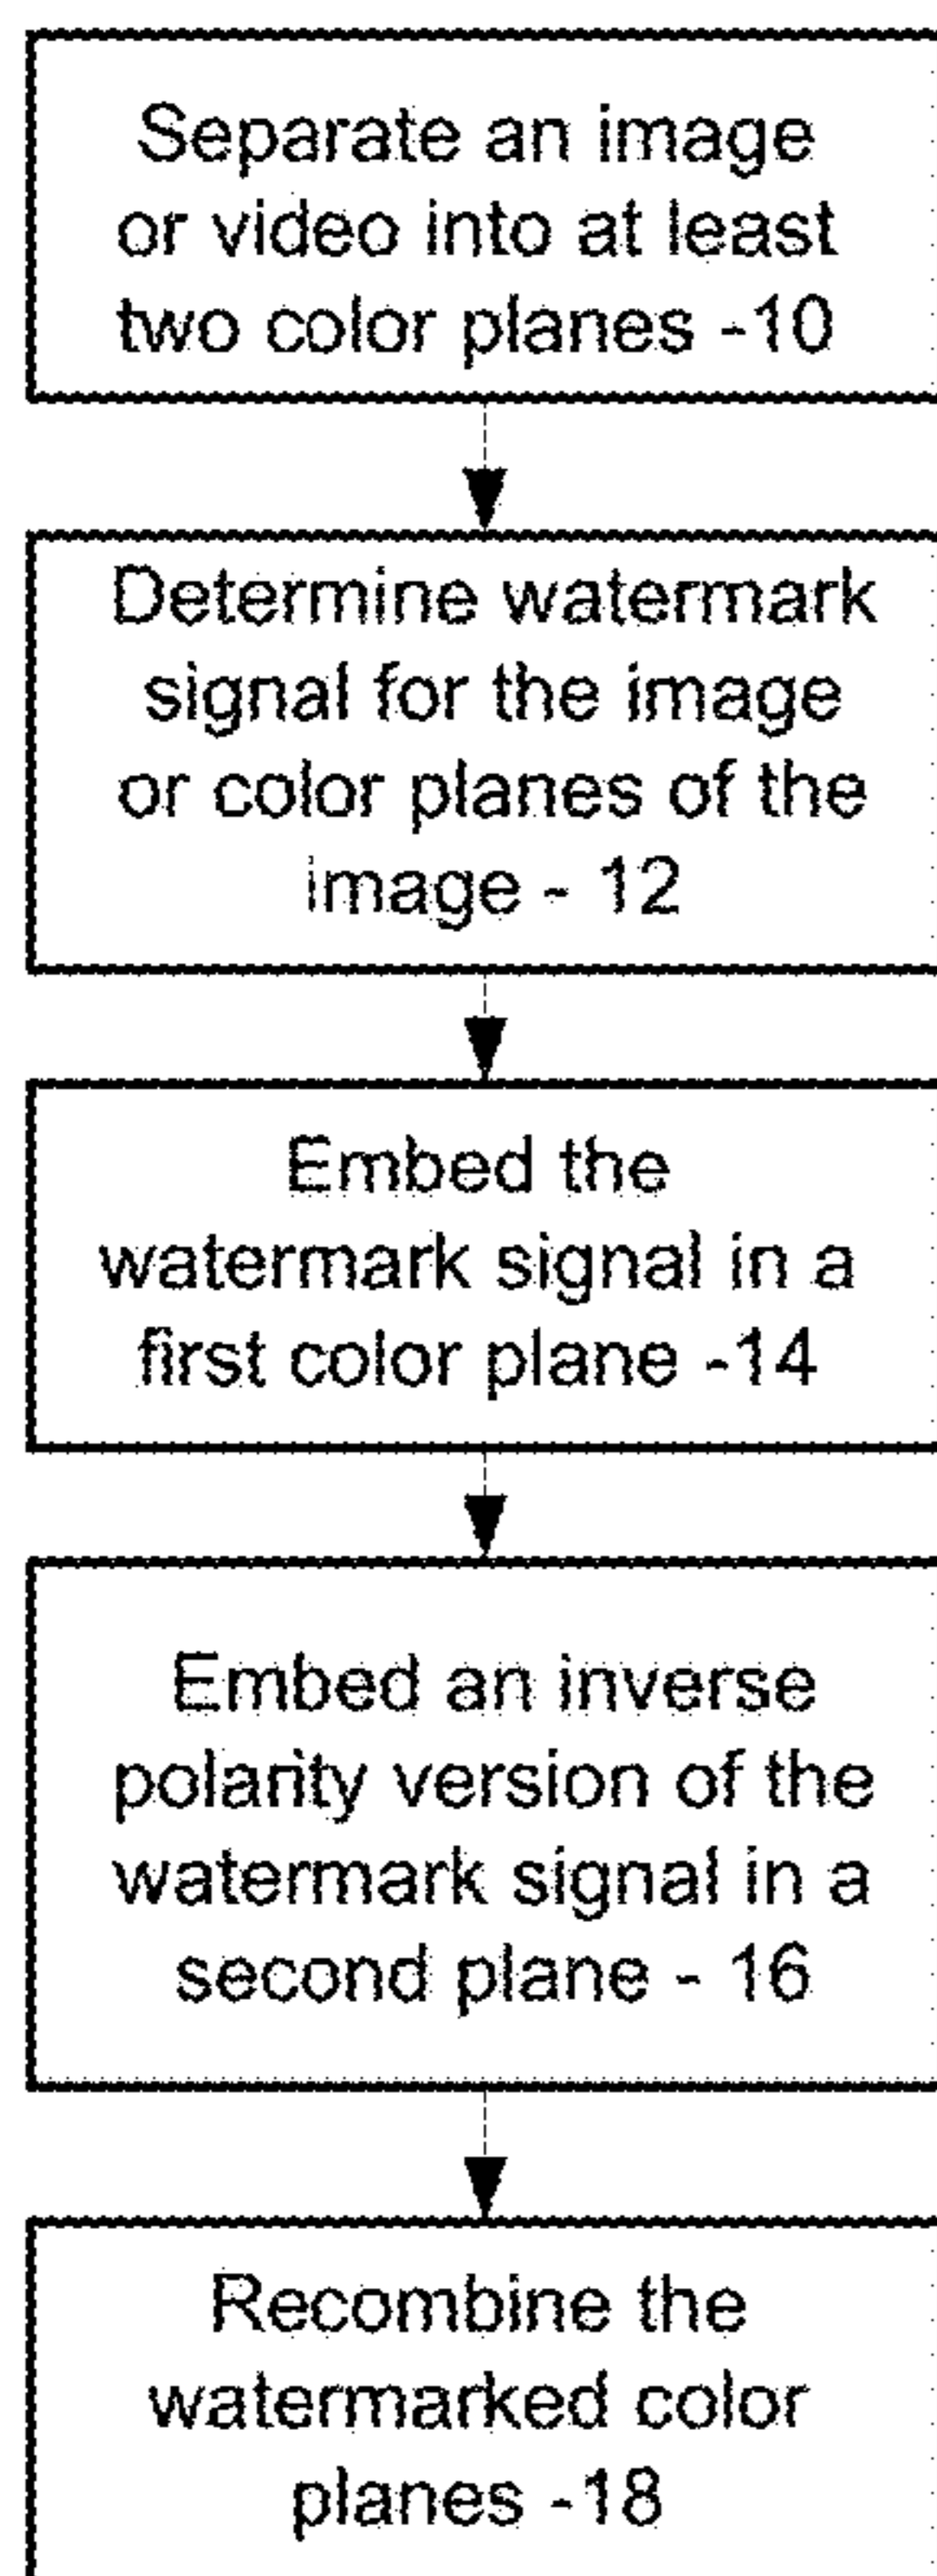 Separate an image
or video into at least
two color planes -10
Determine watermark
signal for the image
or color planes of the
image - 12
Embed the
watermark signal in a
first color plane -14
Embed an inverse
polarity version of the
watermark signal in a
second plane - 16
Recombine the
watermarked color
planes -18